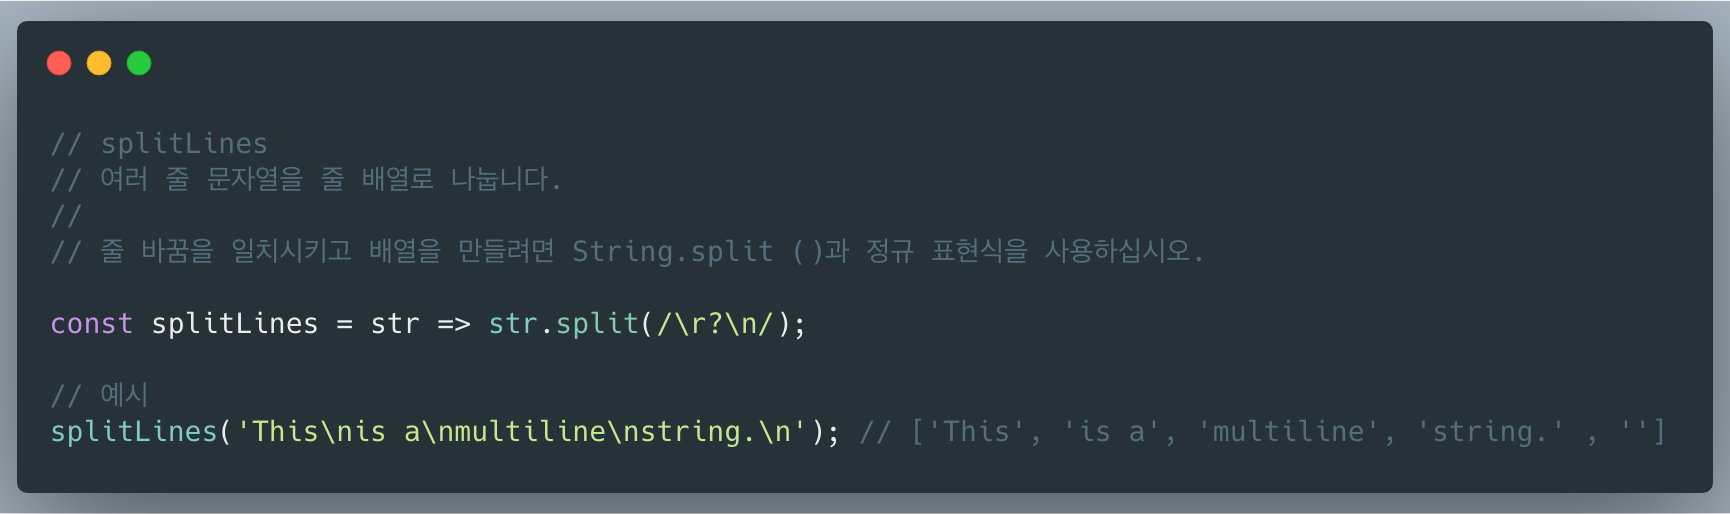 // splitLines
// 여러 줄 문자열을 줄 배열로 나눕니다.
//
// 줄 바꿈을 일치시키고 배열을 만들려면 String.split ()과 정규 표현식을 사용하십시오.
const splitLines = str => str.split(/\r?\n/);
// 예시
splitLines('This\nis a\nmultiline\nstring.\n'); // ['This', 'is a', 'multiline', 'string.' , '']